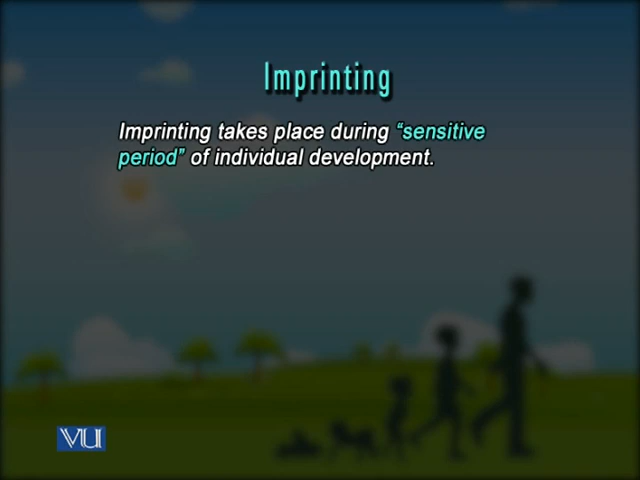 Imprinting
Imprinting takes place during “sensitive
period” of individual development.
VU